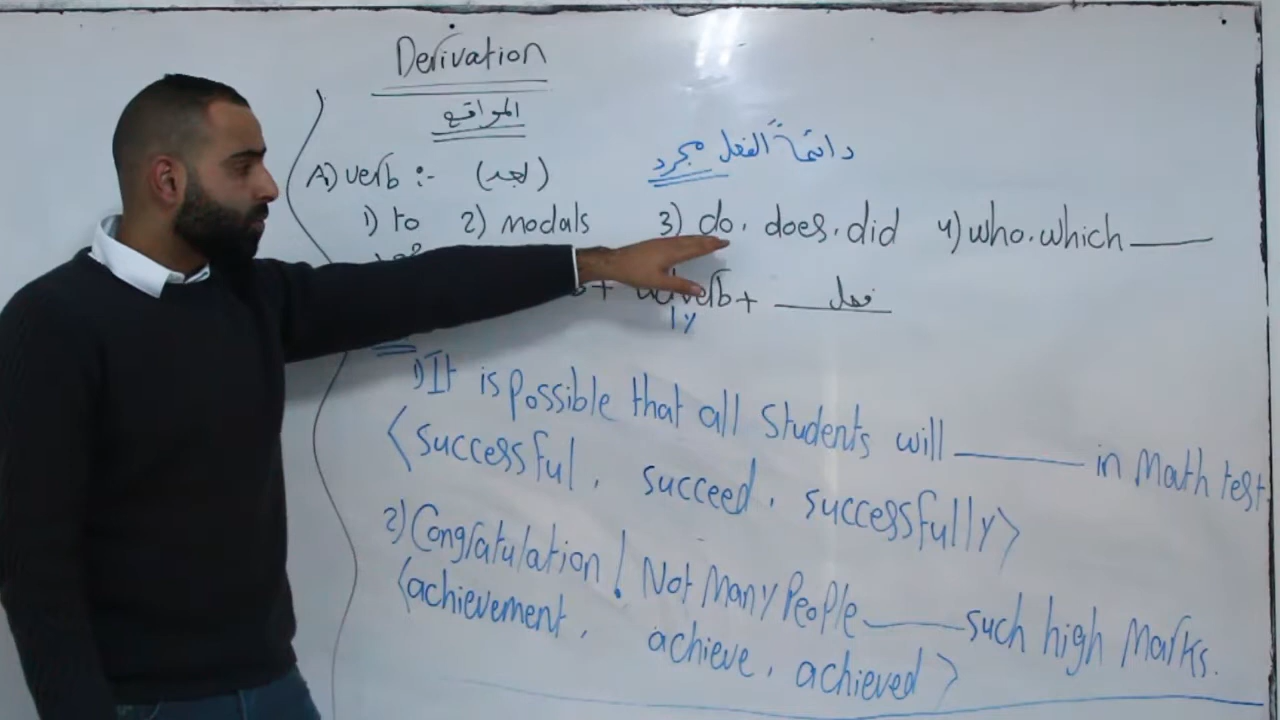 Derivation
المواقع
A) verb :- (بعد) دائماً الفعل مجرد
1) to 2) modals 3) do, does, did 4) who, which ____
adverb + ____ فعل
ly
1) It is possible that all students will ____ in Math test
<successful, succeed, successfully>
2) Congratulation! Not Many People ____ such high Marks.
<achievement, achieve, achieved>